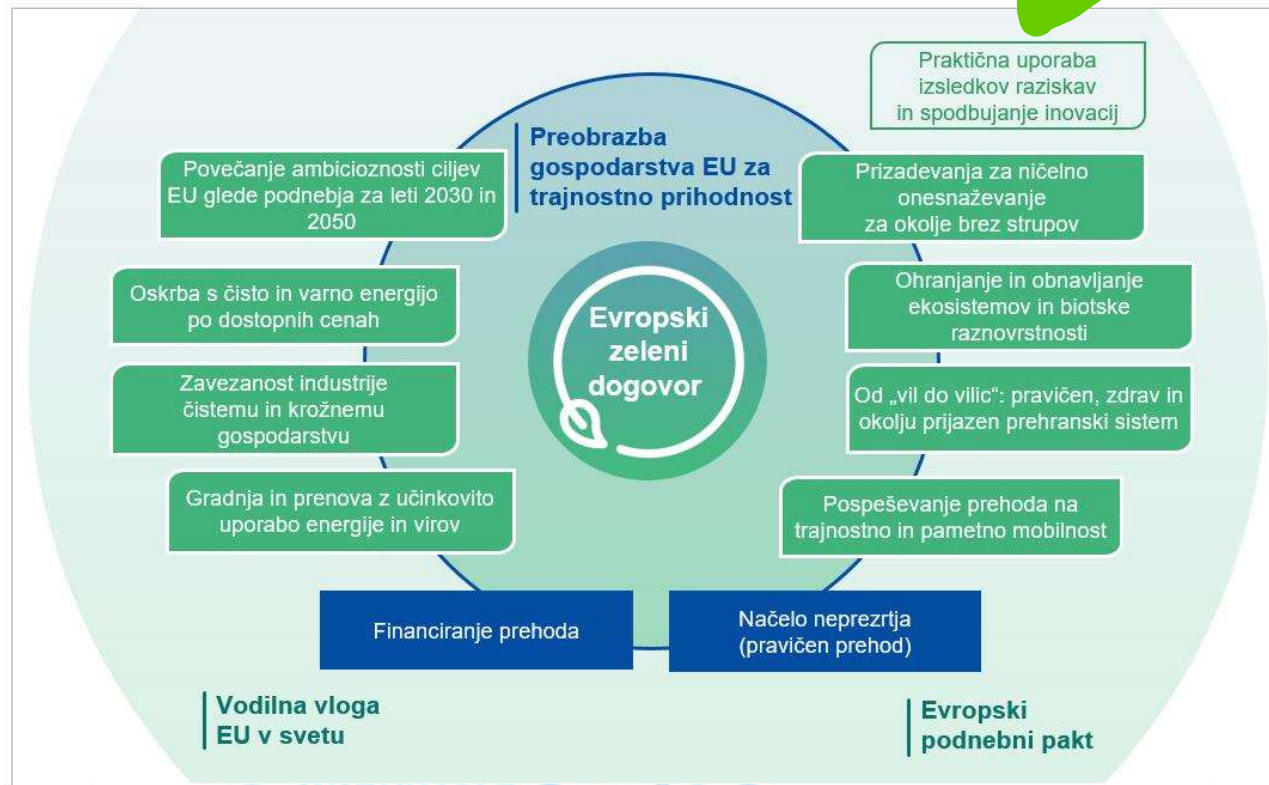 Praktična uporaba
izsledkov raziskav
in spodbujanje inovacij
Preobrazba
gospodarstva EU za
trajnostno prihodnost
Povečanje ambicioznosti ciljev
EU glede podnebja za leti 2030 in
2050
Prizadevanja za ničelno
onesnaževanje
za okolje brez strupov
Oskrba s čisto in varno energijo
po dostopnih cenah
Ohranjanje in obnavljanje
ekosistemov in biotske
raznovrstnosti
Evropski
zeleni
dogovor
Zavezanost industrije
čistemu in krožnemu
gospodarstvu
Od „vil do vilic“: pravičen, zdrav in
okolju prijazen prehranski sistem
Gradnja in prenova z učinkovito
uporabo energije in virov
Pospeševanje prehoda na
trajnostno in pametno mobilnost
Financiranje prehoda
Načelo neprezrtja
(pravičen prehod)
Vodilna vloga
EU v svetu
Evropski
podnebni pakt